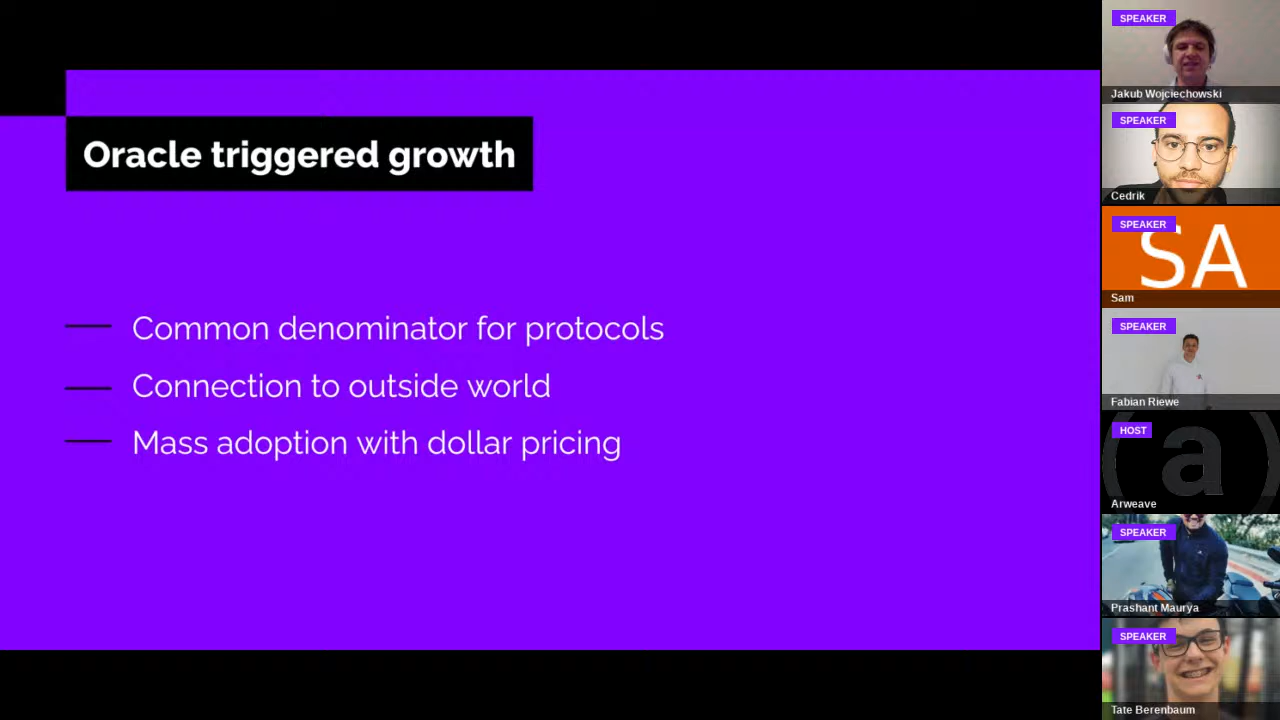 Oracle triggered growth
Common denominator for protocols
Connection to outside world
Mass adoption with dollar pricing
SPEAKER
Jakub Wojciechowski
SPEAKER
Cedrik
SPEAKER
SA
Sam
SPEAKER
Fabian Riewe
HOST
(a)
Arweave
SPEAKER
Prashant Maurya
SPEAKER
Tate Berenbaum